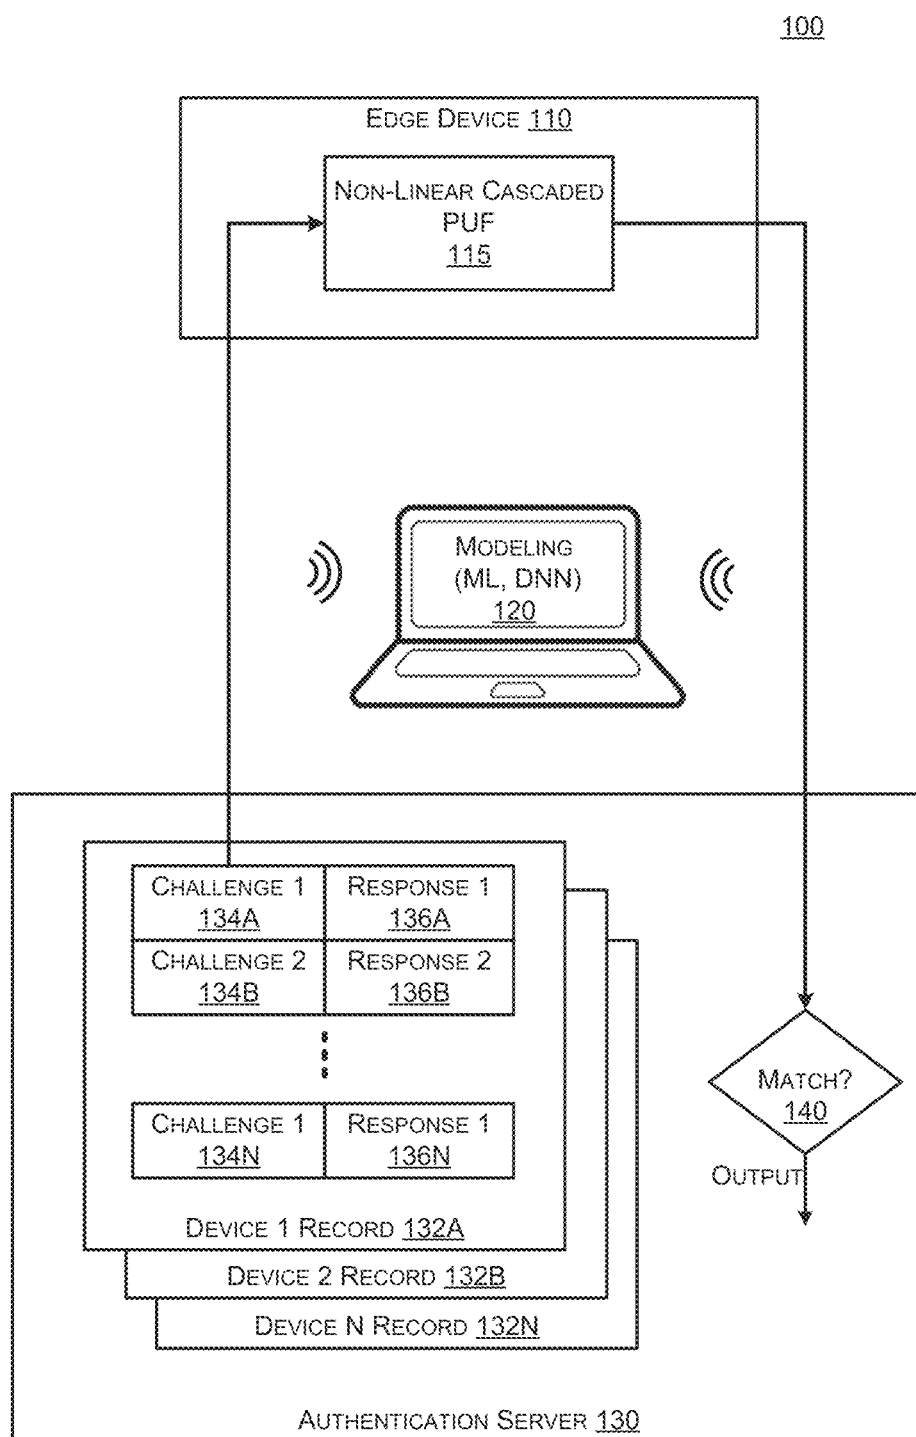 100
EDGE DEVICE 110
NON-LINEAR CASCADED
PUF
115
MODELING
(ML, DNN)
120
CHALLENGE 1 RESPONSE 1
134A 136A
CHALLENGE 2 RESPONSE 2
134B 136B
CHALLENGE 1 RESPONSE 1
134N 136N
MATCH?
140
OUTPUT
DEVICE 1 RECORD 132A
DEVICE 2 RECORD 132B
DEVICE N RECORD 132N
AUTHENTICATION SERVER 130